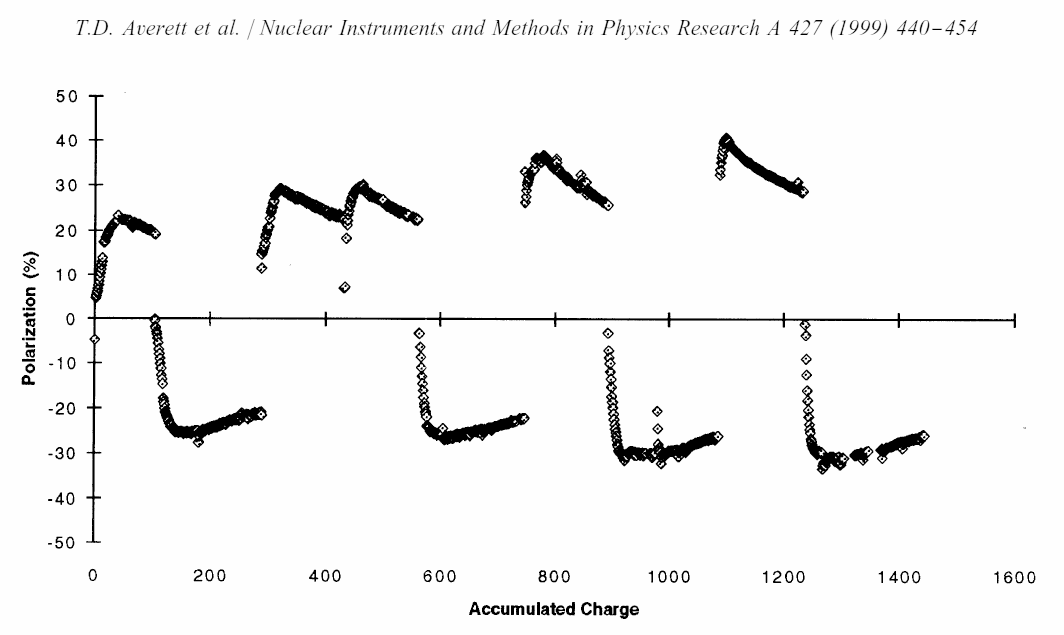 T.D. Averett et al. / Nuclear Instruments and Methods in Physics Research A 427 (1999) 440–454
50
40
30
20
10
0
-10
-20
-30
-40
-50
Polarization (%)
0 200 400 600 800 1000 1200 1400 1600
Accumulated Charge